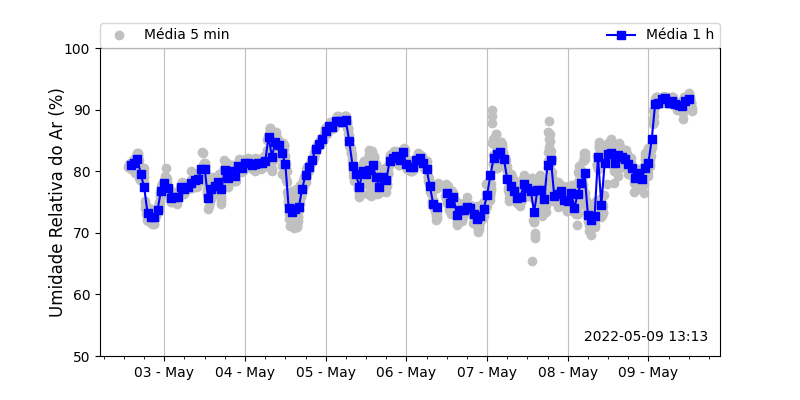 Média 5 min Média 1 h
Umidade Relativa do Ar (%)
100
90
80
70
60
50
2022-05-09 13:13
03 - May 04 - May 05 - May 06 - May 07 - May 08 - May 09 - May